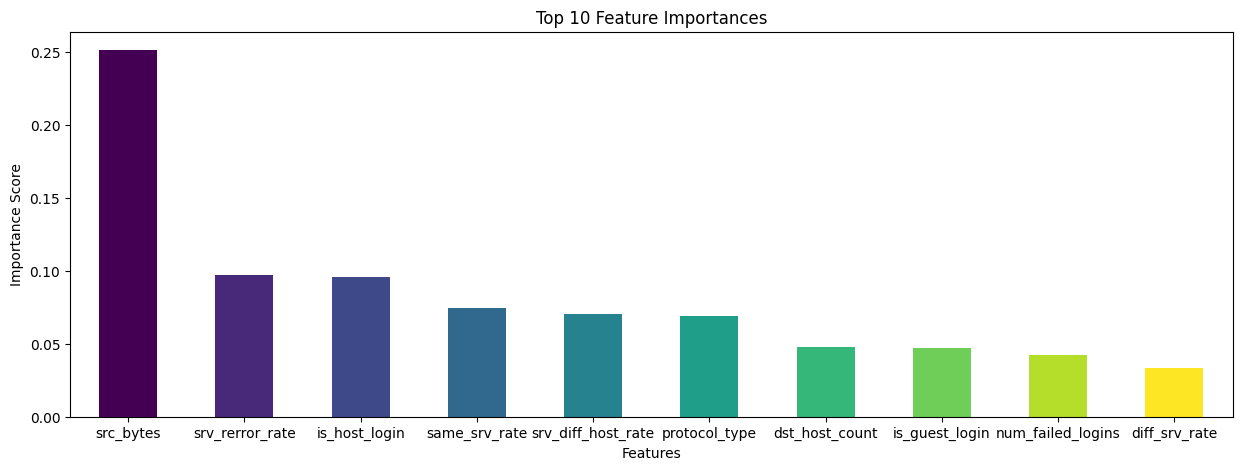 Top 10 Feature Importances
Importance Score
0.25
0.20
0.15
0.10
0.05
0.00
src_bytes srv_rerror_rate is_host_login same_srv_rate srv_diff_host_rate protocol_type dst_host_count is_guest_login num_failed_logins diff_srv_rate
Features